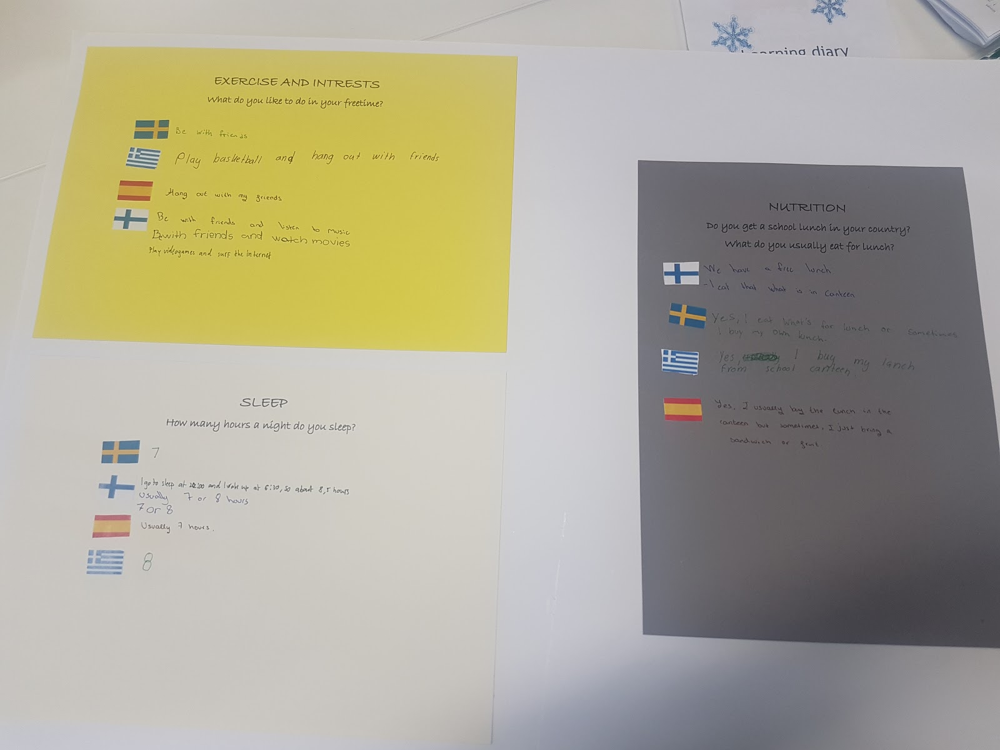 Learning diary
EXERCISE AND INTRESTS
What do you like to do in your freetime?
Be with friends
Play basketball and hang out with friends
Hang out with my friends
Be with friends and listen to music
Be with friends and watch movies
Play videogames and surf the internet
SLEEP
How many hours a night do you sleep?
7
I go to sleep at and I wake up at 6:30, so about 8,5 hours
Usually 7 or 8 hours
7 or 8
Usually 7 hours.
8
NUTRITION
Do you get a school lunch in your country?
What do you usually eat for lunch?
We have a free lunch
-I eat that what is in canteen
Yes, I eat what's for lunch or sometimes
I buy my own lunch.
Yes, I buy my lanch
from school canteen.
Yes, I usually buy the lunch in the
canteen but sometimes, I just bring a
sandwich or fruit.